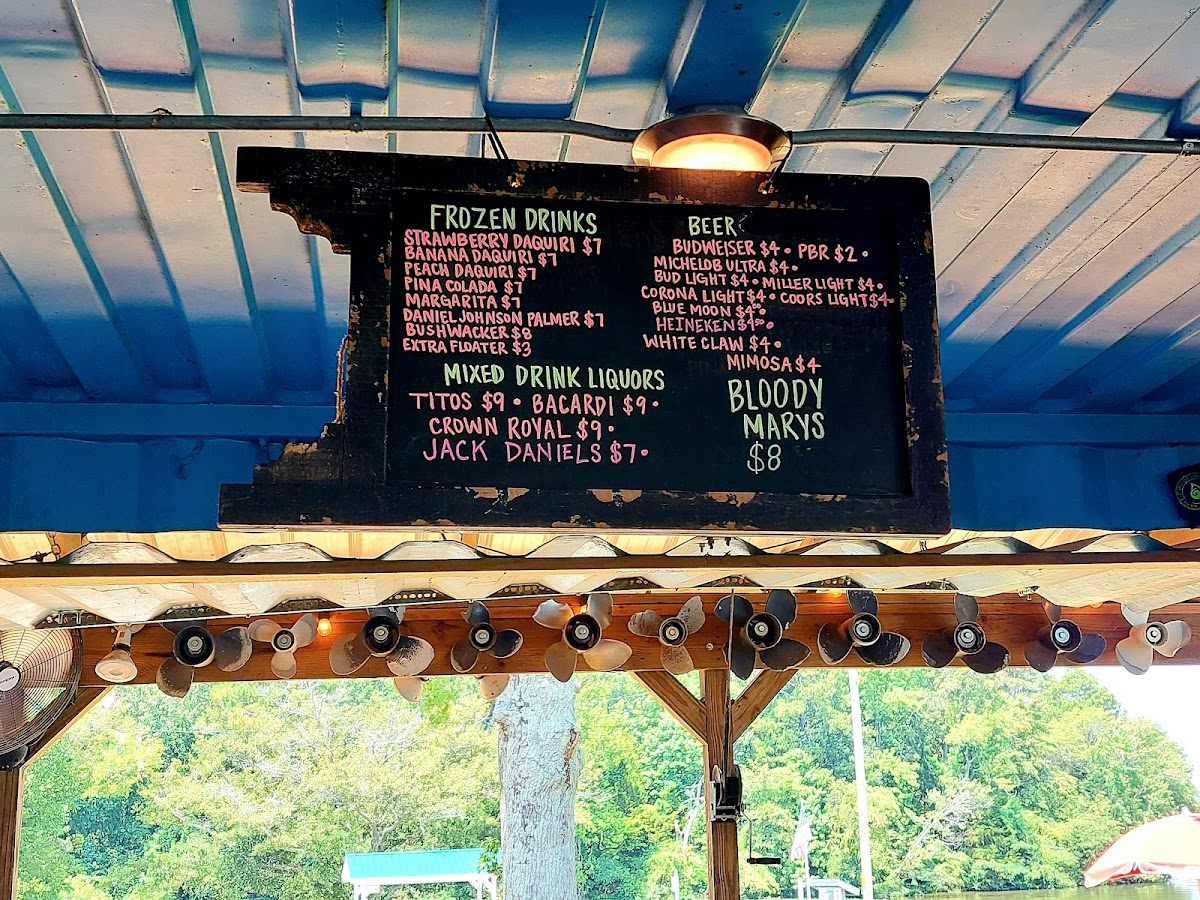 FROZEN DRINKS
STRAWBERRY DAQUIRI $7
BANANA DAQUIRI $7
PEACH DAQUIRI $7
PINA COLADA $7
MARGARITA $7
DANIEL JOHNSON PALMER $7
BUSHWACKER $8
EXTRA FLOATER $3
MIXED DRINK LIQUORS
TITOS $9 • BACARDI $9 •
CROWN ROYAL $9 •
JACK DANIELS $7 •
BEER
BUDWEISER $4 • PBR $2 •
MICHELOB ULTRA $4 •
BUD LIGHT $4 • MILLER LIGHT $4 •
CORONA LIGHT $4 • COORS LIGHT $4 •
BLUE MOON $4.00 •
HEINEKEN $4.50 •
WHITE CLAW $4 •
MIMOSA $4
BLOODY
MARYS
$8